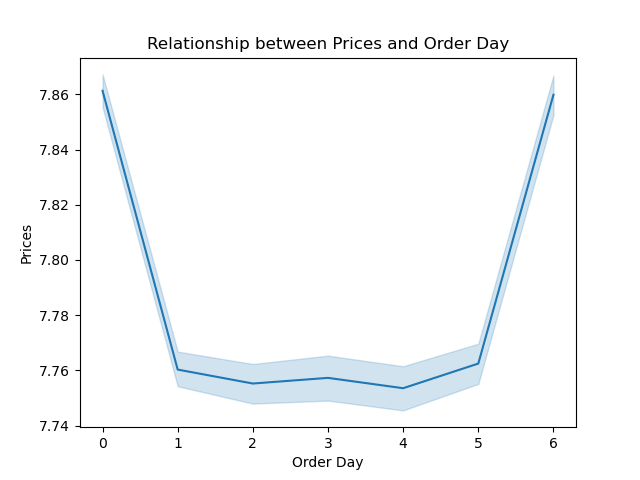 Relationship between Prices and Order Day
7.86
7.84
7.82
7.80
7.78
7.76
7.74
Prices
0 1 2 3 4 5 6
Order Day